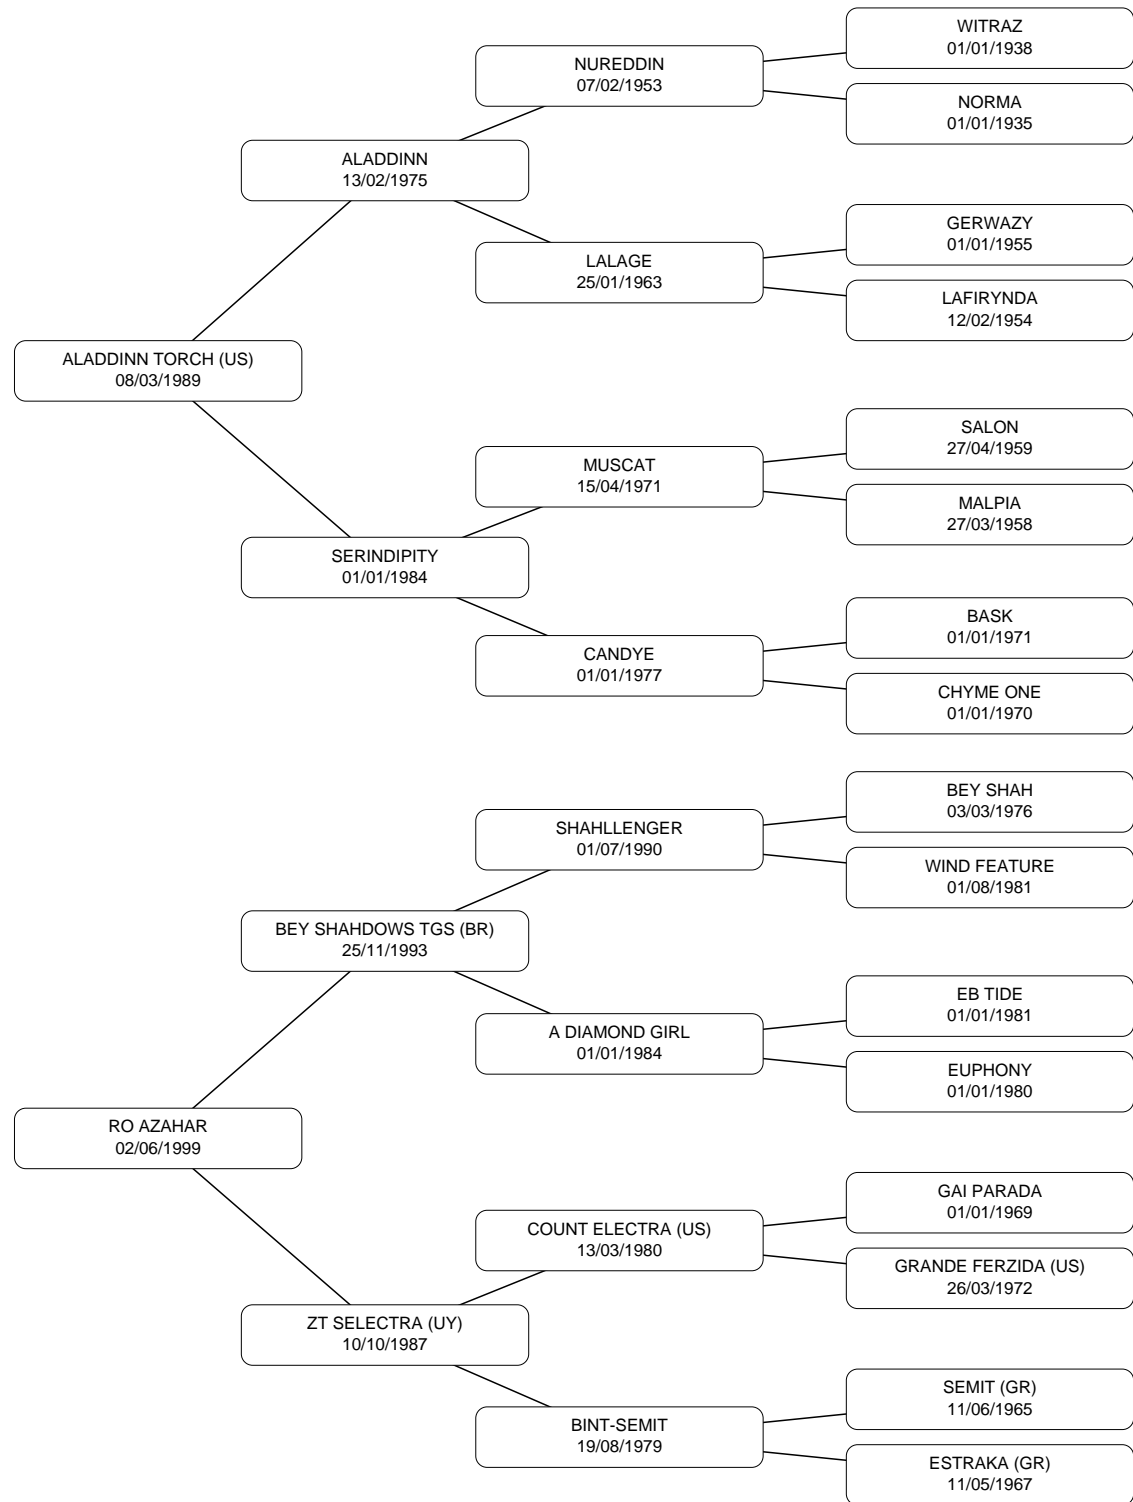 WITRAZ
01/01/1938
NUREDDIN
07/02/1953
NORMA
01/01/1935
ALADDINN
13/02/1975
GERWAZY
01/01/1955
LALAGE
25/01/1963
LAFIRYNDA
12/02/1954
ALADDINN TORCH (US)
08/03/1989
SALON
27/04/1959
MUSCAT
15/04/1971
MALPIA
27/03/1958
SERINDIPITY
01/01/1984
BASK
01/01/1971
CANDYE
01/01/1977
CHYME ONE
01/01/1970
BEY SHAH
03/03/1976
SHAHLLENGER
01/07/1990
WIND FEATURE
01/08/1981
BEY SHAHDOWS TGS (BR)
25/11/1993
EB TIDE
01/01/1981
A DIAMOND GIRL
01/01/1984
EUPHONY
01/01/1980
RO AZAHAR
02/06/1999
GAI PARADA
01/01/1969
COUNT ELECTRA (US)
13/03/1980
GRANDE FERZIDA (US)
26/03/1972
ZT SELECTRA (UY)
10/10/1987
SEMIT (GR)
11/06/1965
BINT-SEMIT
19/08/1979
ESTRAKA (GR)
11/05/1967